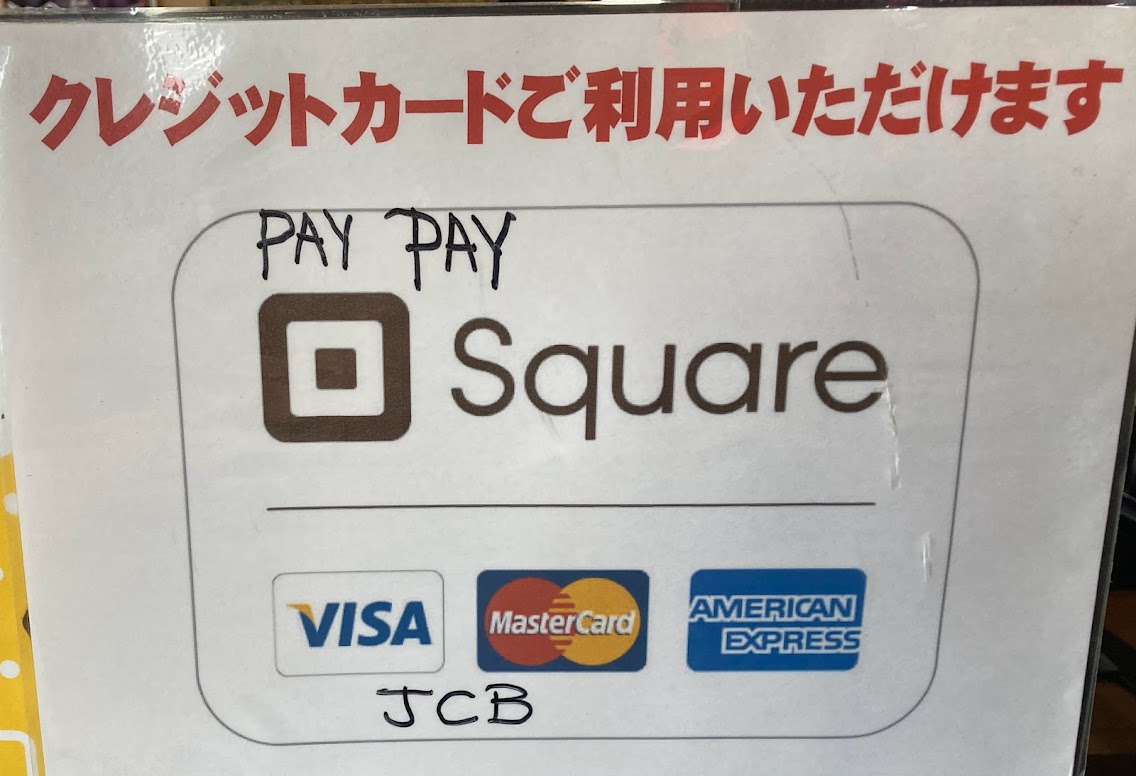 クレジットカードご利用いただけます
PAY PAY
Square
VISA MasterCard AMERICAN EXPRESS
JCB